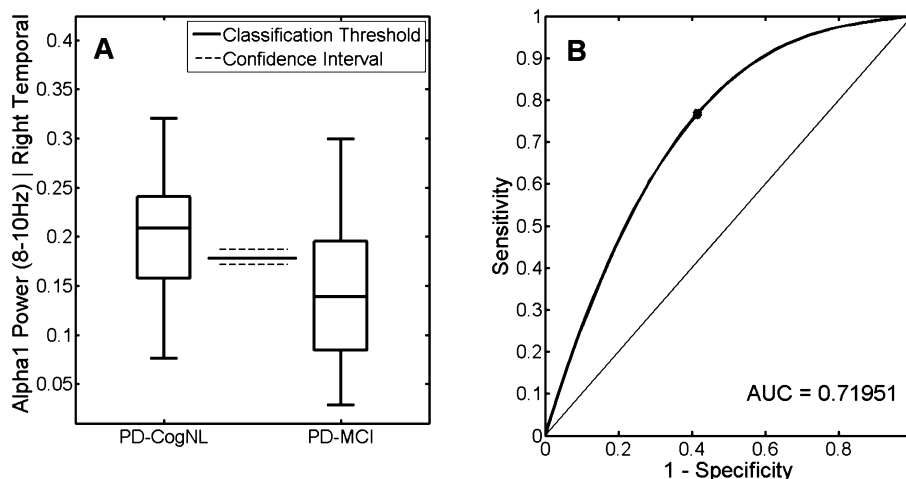 A
Classification Threshold
Confidence Interval
Alpha1 Power (8-10Hz) | Right Temporal
0.4
0.35
0.3
0.25
0.2
0.15
0.1
0.05
PD-CogNL
PD-MCI
B
Sensitivity
1
0.9
0.8
0.7
0.6
0.5
0.4
0.3
0.2
0.1
0
AUC = 0.71951
0
0.2
0.4
0.6
0.8
1 - Specificity